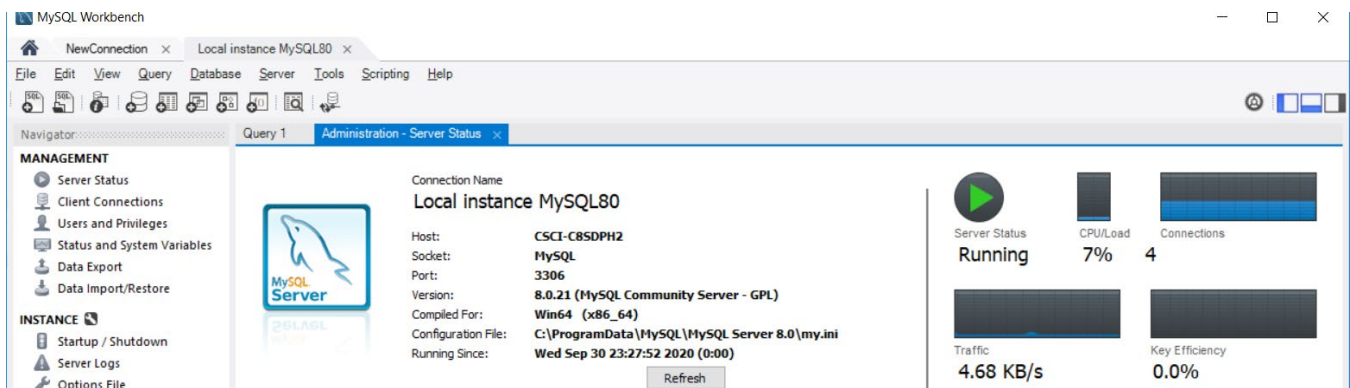 MySQL Workbench
NewConnection
Local instance MySQL80
File Edit View Query Database Server Tools Scripting Help
Navigator
Query 1
Administration - Server Status
MANAGEMENT
Server Status
Client Connections
Users and Privileges
Status and System Variables
Data Export
Data Import/Restore
INSTANCE
Startup / Shutdown
Server Logs
Options File
MySQL
Server
Connection Name
Local instance MySQL80
Host: CSCI-C8SDPH2
Socket: MySQL
Port: 3306
Version: 8.0.21 (MySQL Community Server - GPL)
Compiled For: Win64 (x86_64)
Configuration File: C:\ProgramData\MySQL\MySQL Server 8.0\my.ini
Running Since: Wed Sep 30 23:27:52 2020 (0:00)
Refresh
Server Status
Running
CPU/Load
7%
Connections
4
Traffic
4.68 KB/s
Key Efficiency
0.0%